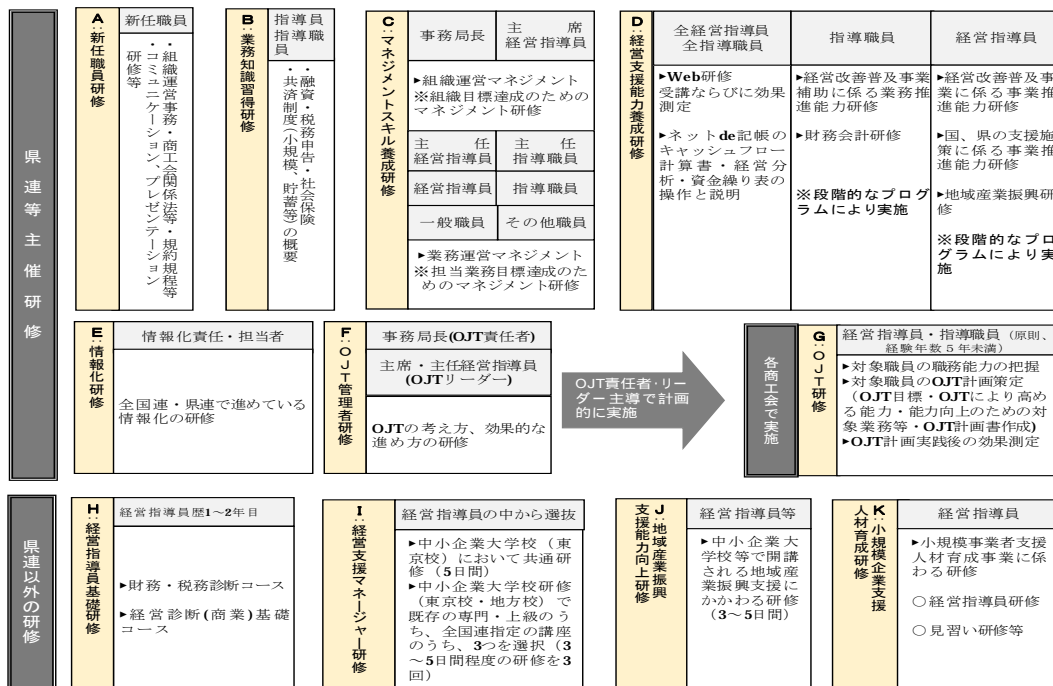 県連等主催研修
A:新任職員研修
新任職員
・組織運営事務・商工会関係法等・規約規程等
・コミュニケーション、プレゼンテーション
研修等
B:業務知識習得研修
指導員
指導職
員
・融資・税務申告・社会保険
・共済制度(小規模、貯蓄等)の概要
C:マネジメントスキル養成研修
事務局長
主席
経営指導員
▸組織運営マネジメント
※組織目標達成のための
マネジメント研修
主任
経営指導員
主任
指導職員
経営指導員
指導職員
一般職員
その他職員
▸業務運営マネジメント
※担当業務目標達成のた
めのマネジメント研修
D:経営支援能力養成研修
全経営指導員
全指導職員
▸Web研修
受講ならびに効果
測定
▸ネットde記帳の
キャッシュフロー
計算書・経営分
析・資金繰り表の
操作と説明
指導職員
▸経営改善普及事業
補助に係る業務推
進能力研修
▸財務会計研修
※段階的なプログ
ラムにより実施
経営指導員
▸経営改善普及事
業に係る事業推
進能力研修
▸国、県の支援施
策に係る事業推
進能力研修
▸地域産業振興研
修
※段階的なプロ
グラムにより実
施
E:情報化研修
情報化責任・担当者
全国連・県連で進めている
情報化の研修
F:OJT管理者研修
事務局長(OJT責任者)
主席・主任経営指導員
(OJTリーダー)
OJTの考え方、効果的な
進め方の研修
OJT責任者・リー
ダー主導で計画
的に実施
各商工会で実施
G:OJT研修
経営指導員・指導職員(原則、
経験年数5年未満)
▸対象職員の職務能力の把握
▸対象職員のOJT計画策定
(OJT目標・OJTにより高め
る能力・能力向上のための対
象業務等・OJT計画書作成)
▸OJT計画実践後の効果測定
県連以外の研修
H:経営指導員基礎研修
経営指導員歴1～2年目
▸財務・税務診断コース
▸経営診断(商業)基礎
コース
I:経営支援マネージャー研修
経営指導員の中から選抜
▸中小企業大学校(東
京校)において共通研
修(5日間)
▸中小企業大学校研修
(東京校・地方校)で
既存の専門・上級のう
ち、全国連指定の講座
のうち、3つを選択(3
～5日間程度の研修を3
回)
J:地域産業振興
支援能力向上研修
経営指導員等
▸中小企業大
学校等で開講
される地域産
業振興支援に
かかわる研修
(3～5日間)
K:小規模企業支援
人材育成研修
経営指導員
▸小規模事業者支援
人材育成事業に係
わる研修
○経営指導員研修
○見習い研修等